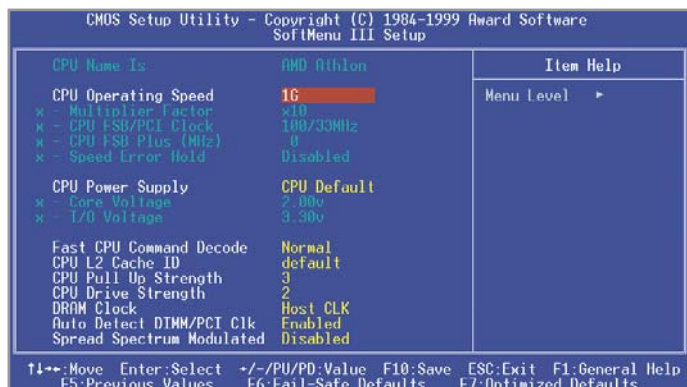 CMOS Setup Utility - Copyright (C) 1984-1999 Award Software
SoftMenu III Setup
CPU Name Is AMD Athlon Item Help
CPU Operating Speed 1G Menu Level ►
x - Multiplier Factor x10
x - CPU FSB/PCI Clock 100/33MHz
x - CPU FSB Plus (MHz) 0
x - Speed Error Hold Disabled
CPU Power Supply CPU Default
x - Core Voltage 2.00v
x - I/O Voltage 3.30v
Fast CPU Command Decode Normal
CPU L2 Cache ID default
CPU Pull Up Strength 3
CPU Drive Strength 2
DRAM Clock Host CLK
Auto Detect DIMM/PCI Clk Enabled
Spread Spectrum Modulated Disabled
↑↓→←:Move Enter:Select +/-/PU/PD:Value F10:Save ESC:Exit F1:General Help
F5:Previous Values F6:Fail-Safe Defaults F7:Optimized Defaults